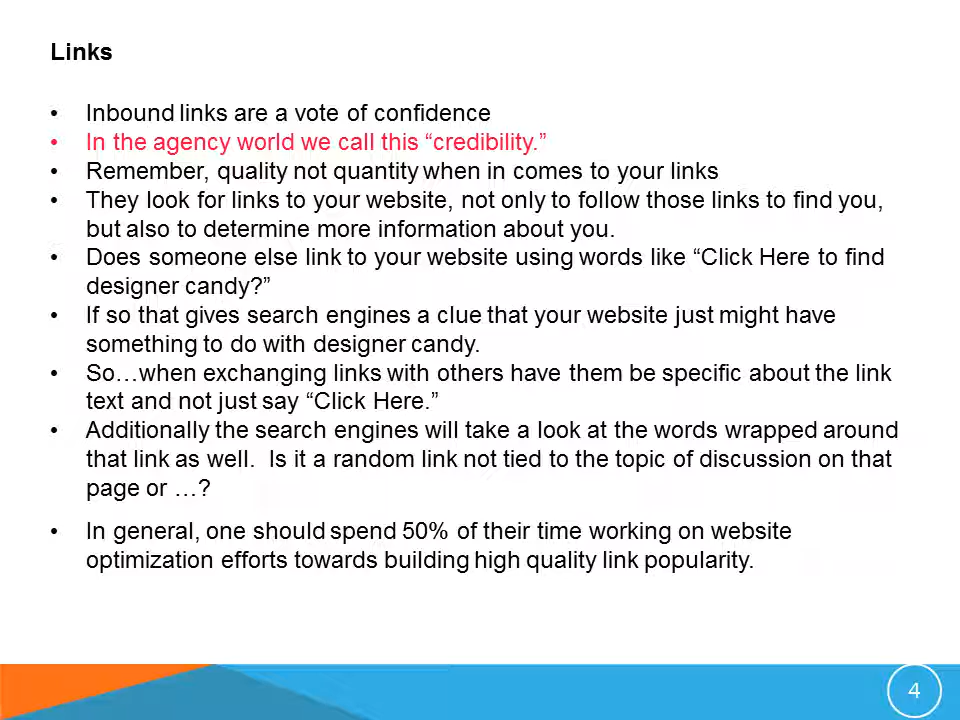 Links
• Inbound links are a vote of confidence
• In the agency world we call this “credibility.”
• Remember, quality not quantity when in comes to your links
• They look for links to your website, not only to follow those links to find you,
but also to determine more information about you.
• Does someone else link to your website using words like “Click Here to find
designer candy?”
• If so that gives search engines a clue that your website just might have
something to do with designer candy.
• So…when exchanging links with others have them be specific about the link
text and not just say “Click Here.”
• Additionally the search engines will take a look at the words wrapped around
that link as well.  Is it a random link not tied to the topic of discussion on that
page or …?
• In general, one should spend 50% of their time working on website
optimization efforts towards building high quality link popularity.
4